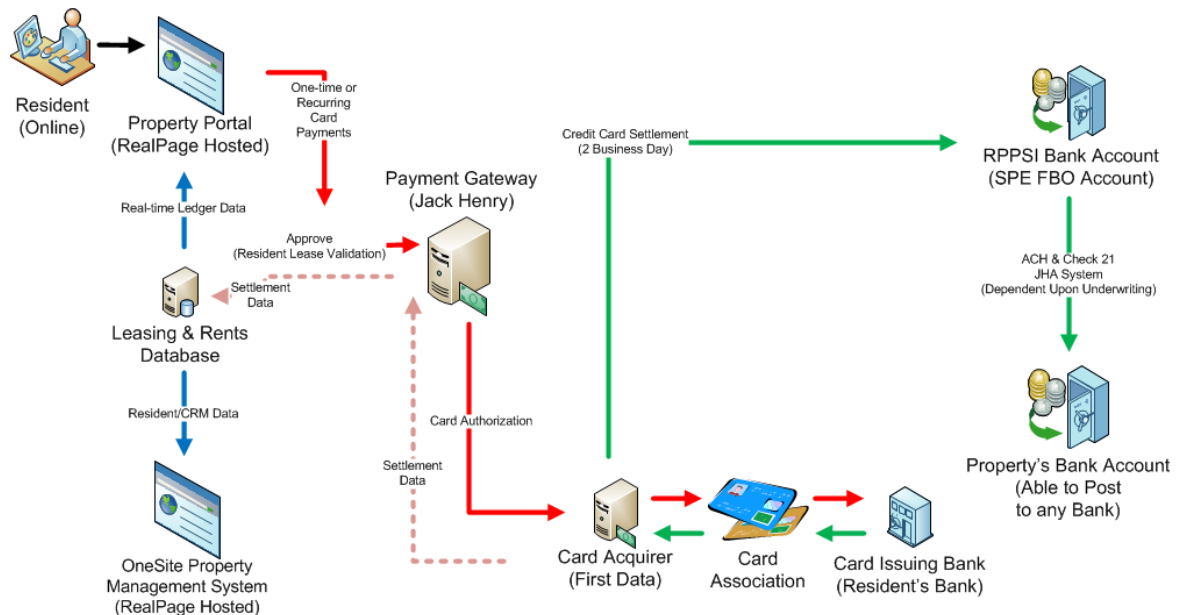 Resident
(Online)
Property Portal
(RealPage Hosted)
One-time or
Recurring
Card
Payments
Payment Gateway
(Jack Henry)
Credit Card Settlement
(2 Business Day)
RPPSI Bank Account
(SPE FBO Account)
Real-time Ledger Data
Approve
(Resident Lease Validation)
ACH & Check 21
JHA System
(Dependent Upon Underwriting)
Settlement
Data
Leasing & Rents
Database
Resident/CRM Data
Card Authorization
Settlement
Data
Property's Bank Account
(Able to Post
to any Bank)
OneSite Property
Management System
(RealPage Hosted)
Card Acquirer
(First Data)
Card
Association
Card Issuing Bank
(Resident's Bank)